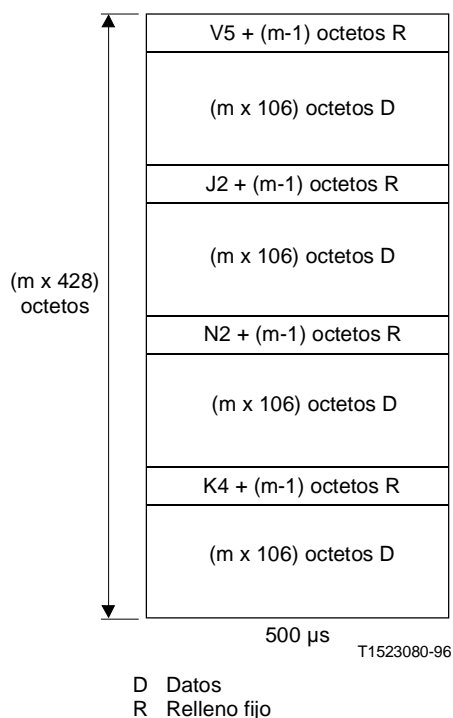 V5 + (m-1) octetos R
(m x 106) octetos D
J2 + (m-1) octetos R
(m x 106) octetos D
(m x 428)
octetos
N2 + (m-1) octetos R
(m x 106) octetos D
K4 + (m-1) octetos R
(m x 106) octetos D
500 µs
T1523080-96
D Datos
R Relleno fijo